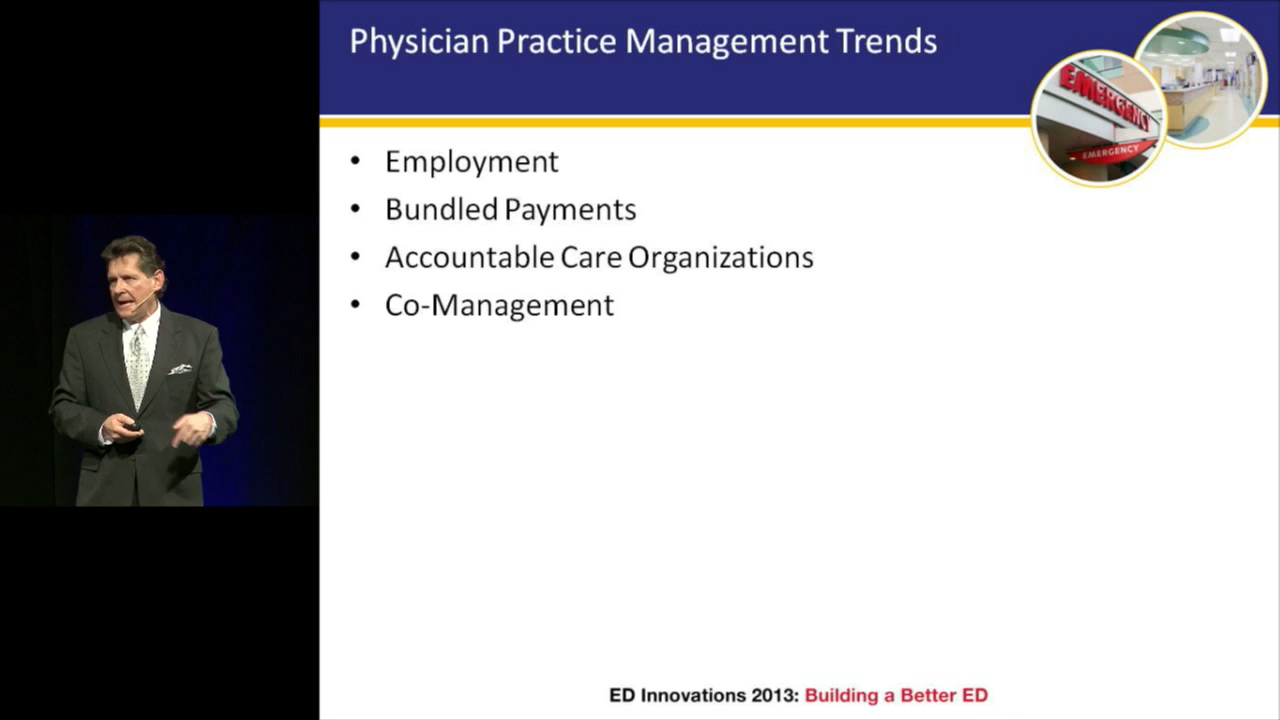 Physician Practice Management Trends
EMERGENCY
EMERGENCY
• Employment
• Bundled Payments
• Accountable Care Organizations
• Co-Management
ED Innovations 2013: Building a Better ED